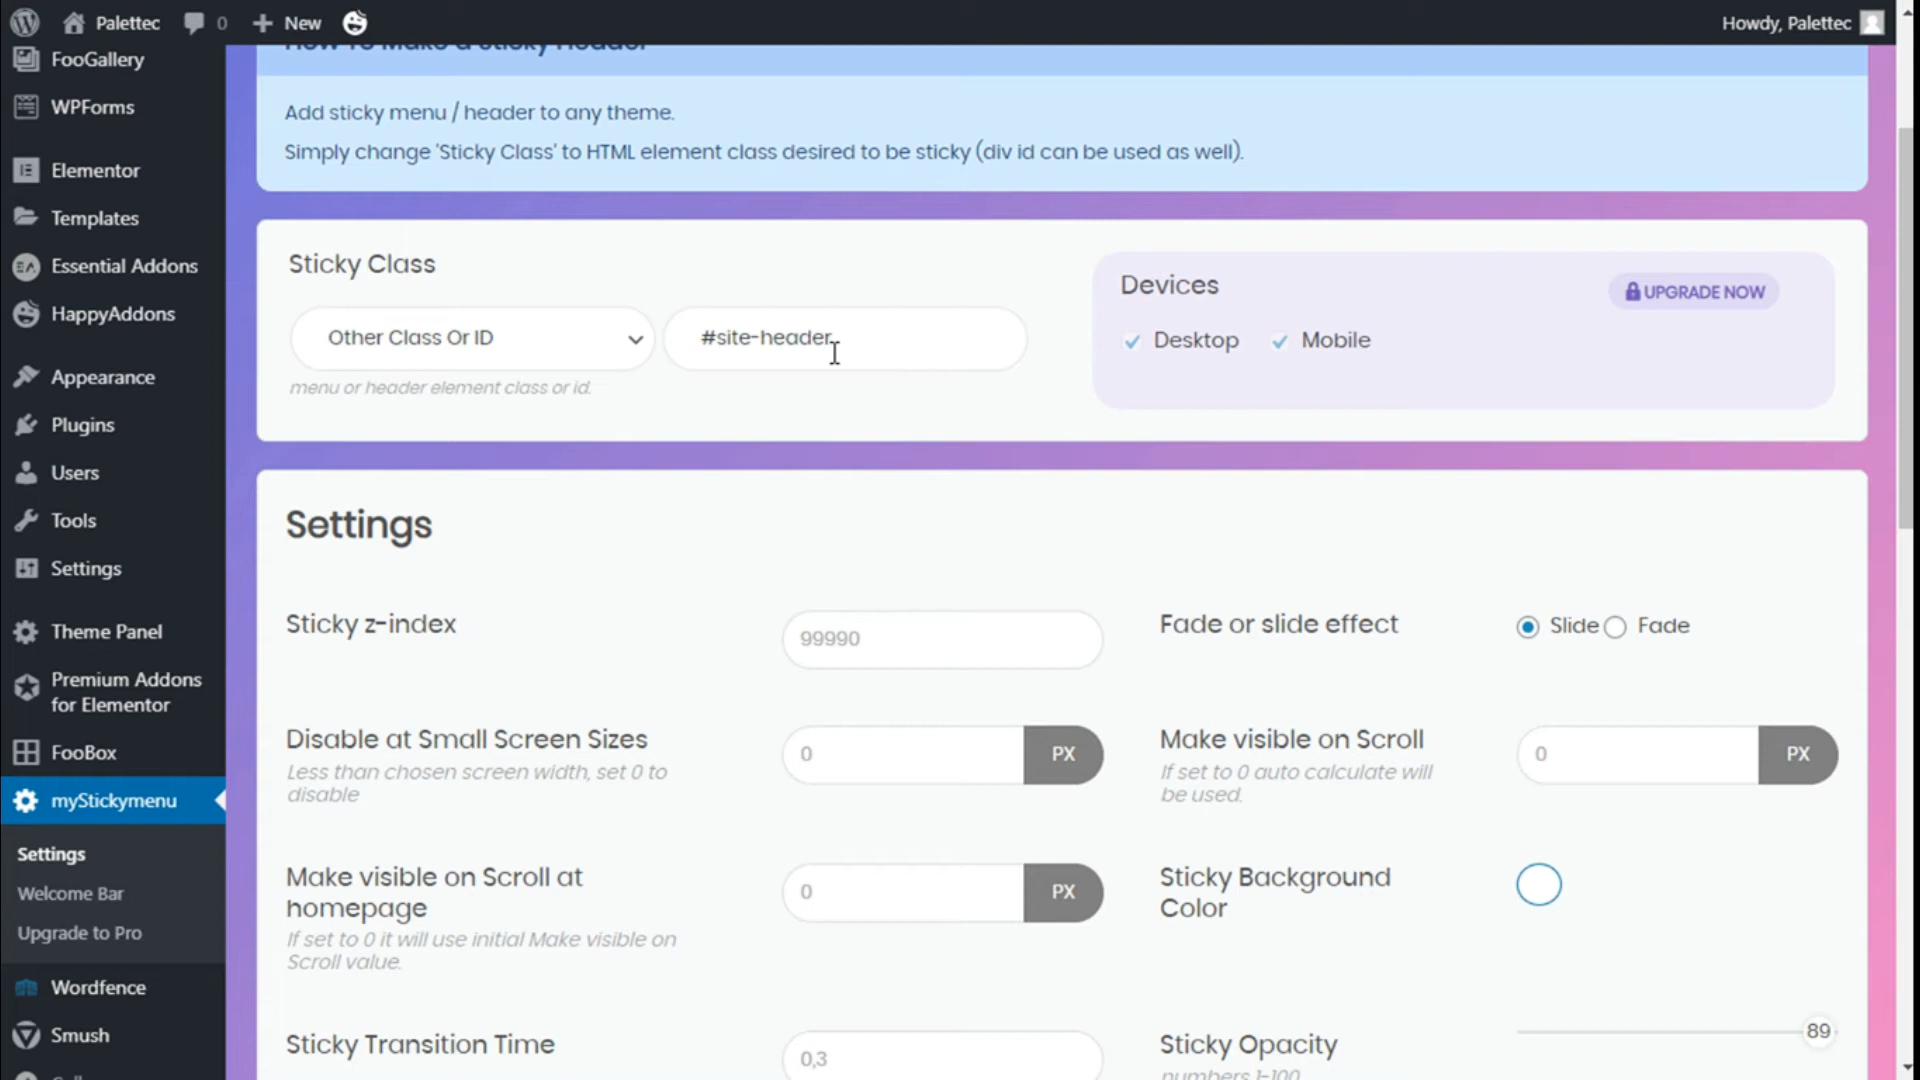 Palettec
0
New
Howdy, Palettec
FooGallery
WPForms
Elementor
Templates
Essential Addons
HappyAddons
Appearance
Plugins
Users
Tools
Settings
Theme Panel
Premium Addons
for Elementor
FooBox
myStickymenu
Settings
Welcome Bar
Upgrade to Pro
Wordfence
Smush
How To Make a Sticky Header
Add sticky menu / header to any theme.
Simply change 'Sticky Class' to HTML element class desired to be sticky (div id can be used as well).
Sticky Class
Other Class Or ID
#site-header
menu or header element class or id.
Devices
UPGRADE NOW
Desktop
Mobile
Settings
Sticky z-index
99990
Fade or slide effect
Slide
Fade
Disable at Small Screen Sizes
Less than chosen screen width, set 0 to
disable
0
PX
Make visible on Scroll
If set to 0 auto calculate will
be used.
0
PX
Make visible on Scroll at
homepage
If set to 0 it will use initial Make visible on
Scroll value.
0
PX
Sticky Background
Color
Sticky Transition Time
0,3
Sticky Opacity
numbers 1-100
89